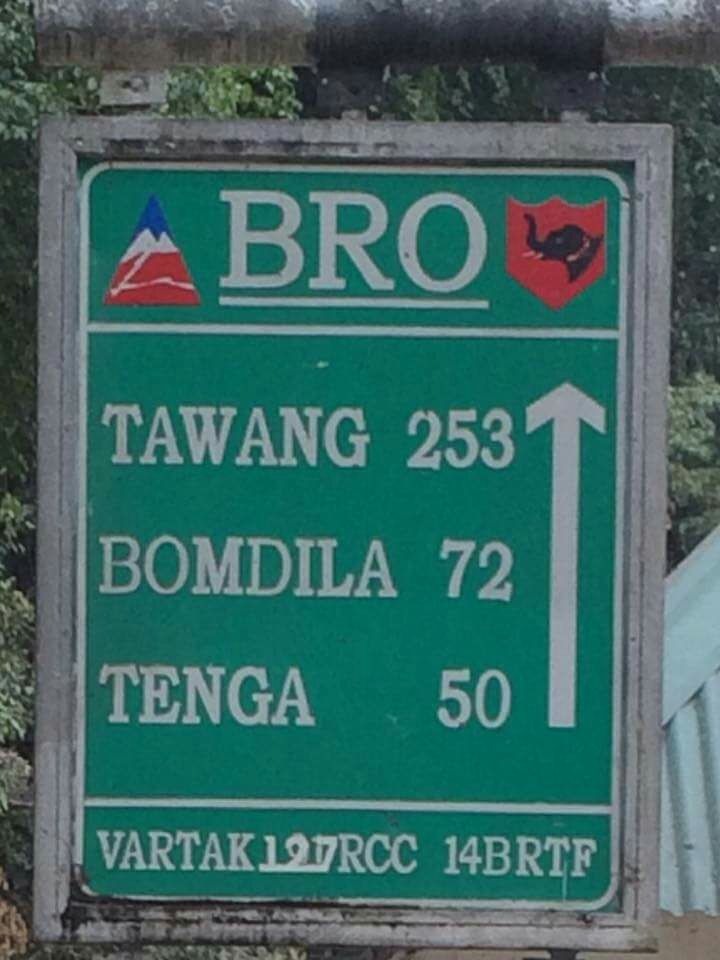 BRO
TAWANG 253
BOMDILA 72
TENGA 50
VARTAK RCC 14BRTF